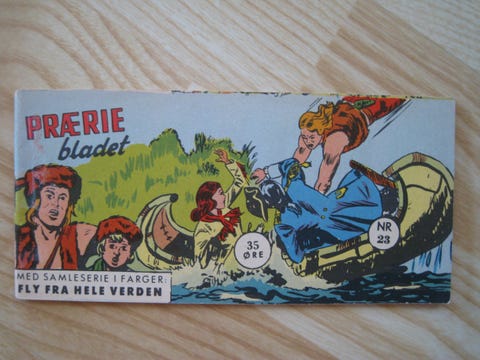 PRÆRIE
bladet
35
ØRE
NR
23
MED SAMLESERIE I FARGER:
FLY FRA HELE VERDEN